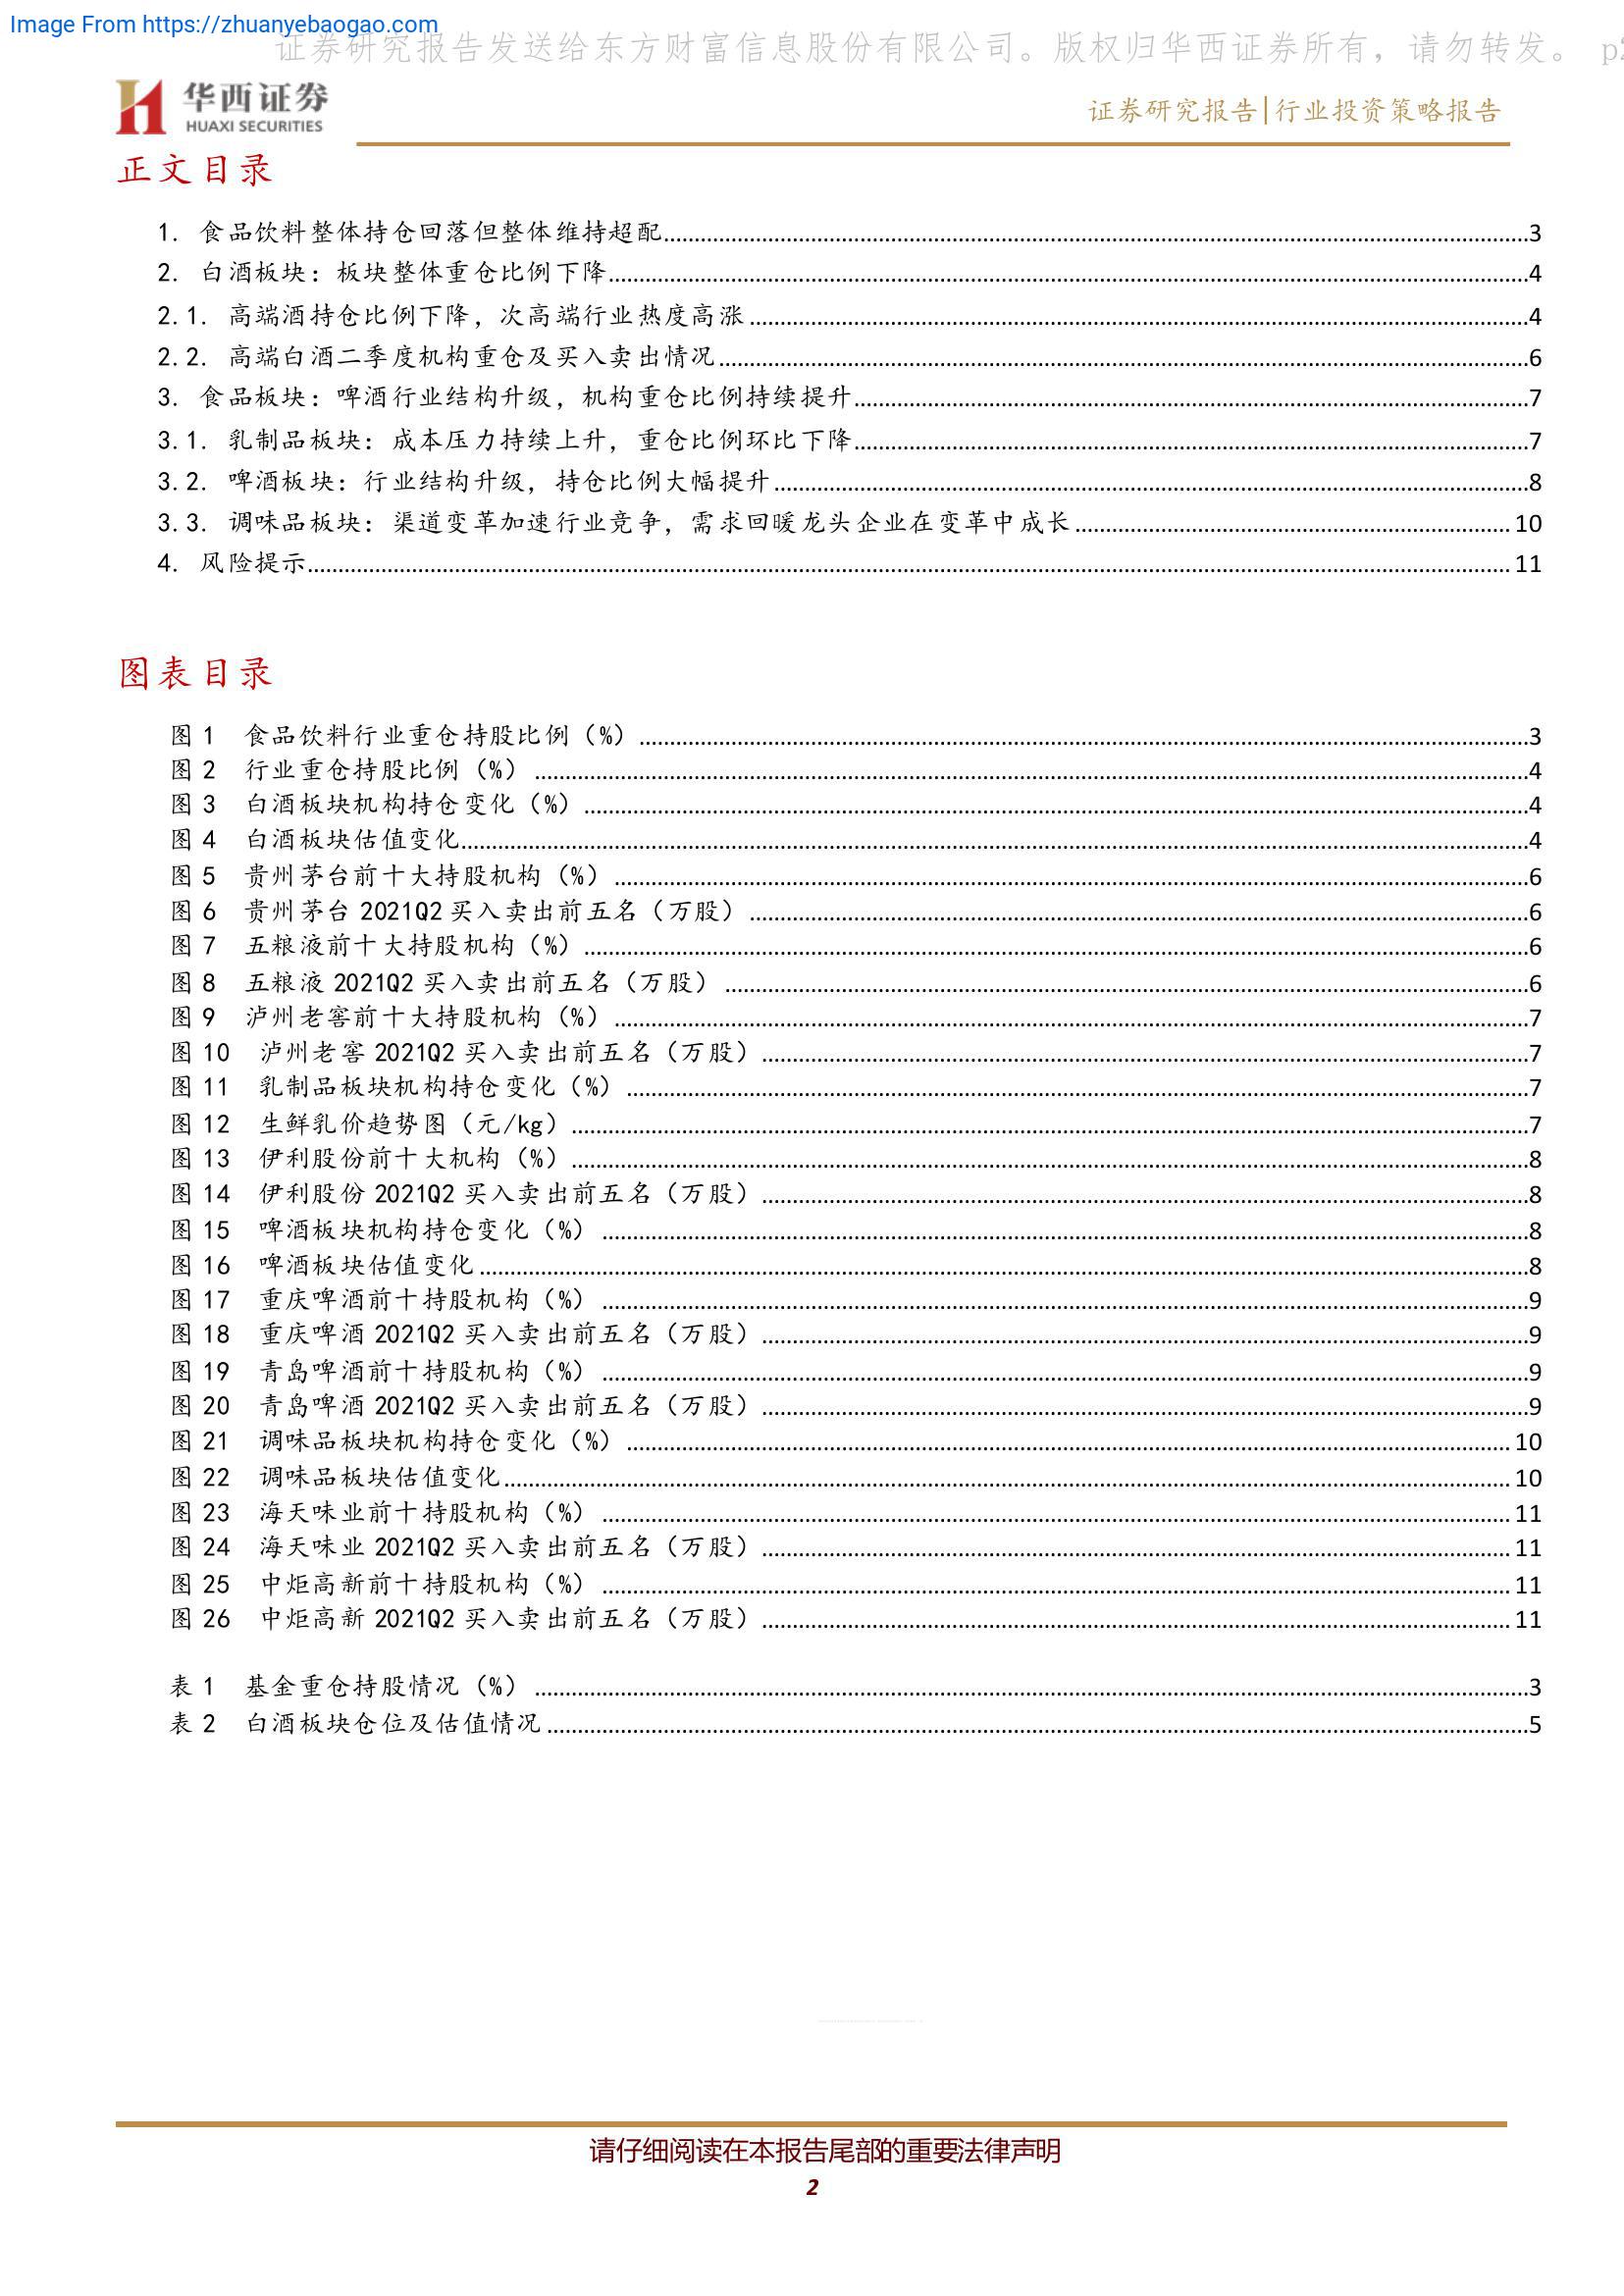 Image From https://zhuanyebaogao.com
证券研究报告发送给东方财富信息股份有限公司。版权归华西证券所有，请勿转发。 p2
华西证券
HUAXI SECURITIES
证券研究报告|行业投资策略报告
正文目录
1. 食品饮料整体持仓回落但整体维持超配........3
2. 白酒板块：板块整体重仓比例下降........4
2.1. 高端酒持仓比例下降，次高端行业热度高涨........4
2.2. 高端白酒二季度机构重仓及买入卖出情况........6
3. 食品板块：啤酒行业结构升级，机构重仓比例持续提升........7
3.1. 乳制品板块：成本压力持续上升，重仓比例环比下降........7
3.2. 啤酒板块：行业结构升级，持仓比例大幅提升........8
3.3. 调味品板块：渠道变革加速行业竞争，需求回暖龙头企业在变革中成长........10
4. 风险提示........11
图表目录
图 1 食品饮料行业重仓持股比例（%）........3
图 2 行业重仓持股比例（%）........4
图 3 白酒板块机构持仓变化（%）........4
图 4 白酒板块估值变化........4
图 5 贵州茅台前十大持股机构（%）........6
图 6 贵州茅台 2021Q2 买入卖出前五名（万股）........6
图 7 五粮液前十大持股机构（%）........6
图 8 五粮液 2021Q2 买入卖出前五名（万股）........6
图 9 泸州老窖前十大持股机构（%）........7
图 10 泸州老窖 2021Q2 买入卖出前五名（万股）........7
图 11 乳制品板块机构持仓变化（%）........7
图 12 生鲜乳价趋势图（元/kg）........7
图 13 伊利股份前十大机构（%）........8
图 14 伊利股份 2021Q2 买入卖出前五名（万股）........8
图 15 啤酒板块机构持仓变化（%）........8
图 16 啤酒板块估值变化........8
图 17 重庆啤酒前十持股机构（%）........9
图 18 重庆啤酒 2021Q2 买入卖出前五名（万股）........9
图 19 青岛啤酒前十持股机构（%）........9
图 20 青岛啤酒 2021Q2 买入卖出前五名（万股）........9
图 21 调味品板块机构持仓变化（%）........10
图 22 调味品板块估值变化........10
图 23 海天味业前十持股机构（%）........11
图 24 海天味业 2021Q2 买入卖出前五名（万股）........11
图 25 中炬高新前十持股机构（%）........11
图 26 中炬高新 2021Q2 买入卖出前五名（万股）........11
表 1 基金重仓持股情况（%）........3
表 2 白酒板块仓位及估值情况........5
请仔细阅读在本报告尾部的重要法律声明
2